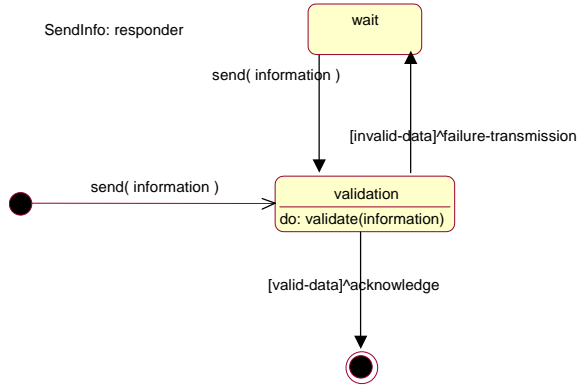 wait
SendInfo: responder
send( information )
[invalid-data]^failure-transmission
send( information )
validation
do: validate(information)
[valid-data]^acknowledge